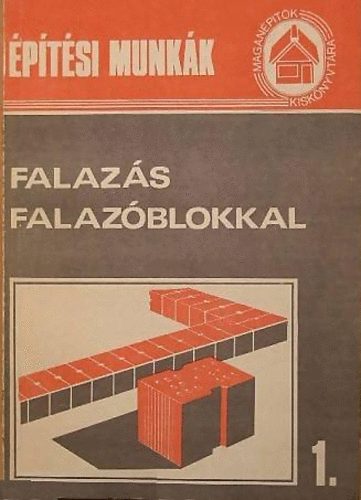 ÉPÍTÉSI MUNKÁK
MAGÁNÉPÍTŐK
KISKÖNYVTÁRA
FALAZÁS
FALAZÓBLOKKAL
1.